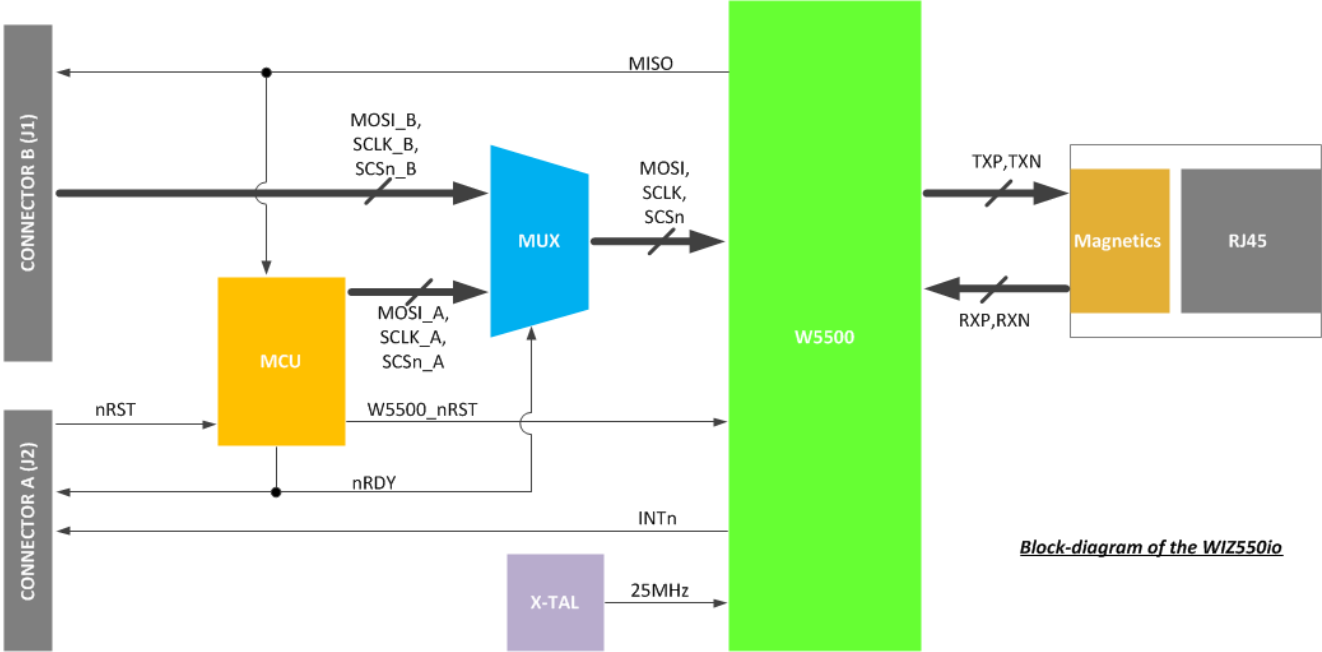 CONNECTOR B (J1)
MISO
MOSI_B,
SCLK_B,
SCSn_B
MUX
MOSI,
SCLK,
SCSn
TXP,TXN
Magnetics
RJ45
RXP,RXN
MCU
MOSI_A,
SCLK_A,
SCSn_A
W5500
CONNECTOR A (J2)
nRST
W5500_nRST
nRDY
INTn
X-TAL
25MHz
Block-diagram of the WIZ550io